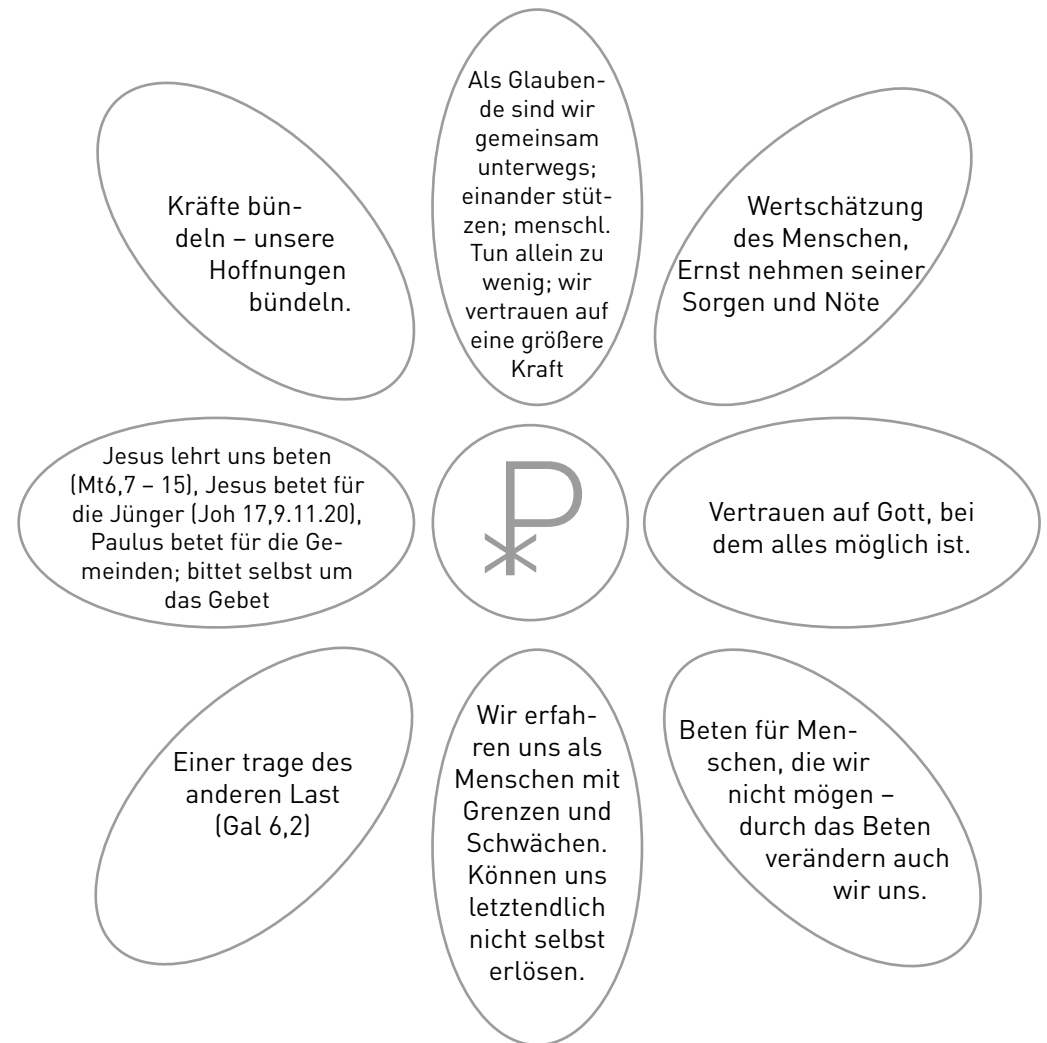 Als Glauben-
de sind wir
gemeinsam
unterwegs;
einander stüt-
zen; menschl.
Tun allein zu
wenig; wir
vertrauen auf
eine größere
Kraft
Kräfte bün-
deln – unsere
Hoffnungen
bündeln.
Wertschätzung
des Menschen,
Ernst nehmen seiner
Sorgen und Nöte
Jesus lehrt uns beten
(Mt6,7 – 15), Jesus betet für
die Jünger (Joh 17,9.11.20),
Paulus betet für die Ge-
meinden; bittet selbst um
das Gebet
Vertrauen auf Gott, bei
dem alles möglich ist.
Einer trage des
anderen Last
(Gal 6,2)
Wir erfah-
ren uns als
Menschen mit
Grenzen und
Schwächen.
Können uns
letztendlich
nicht selbst
erlösen.
Beten für Men-
schen, die wir
nicht mögen –
durch das Beten
verändern auch
wir uns.